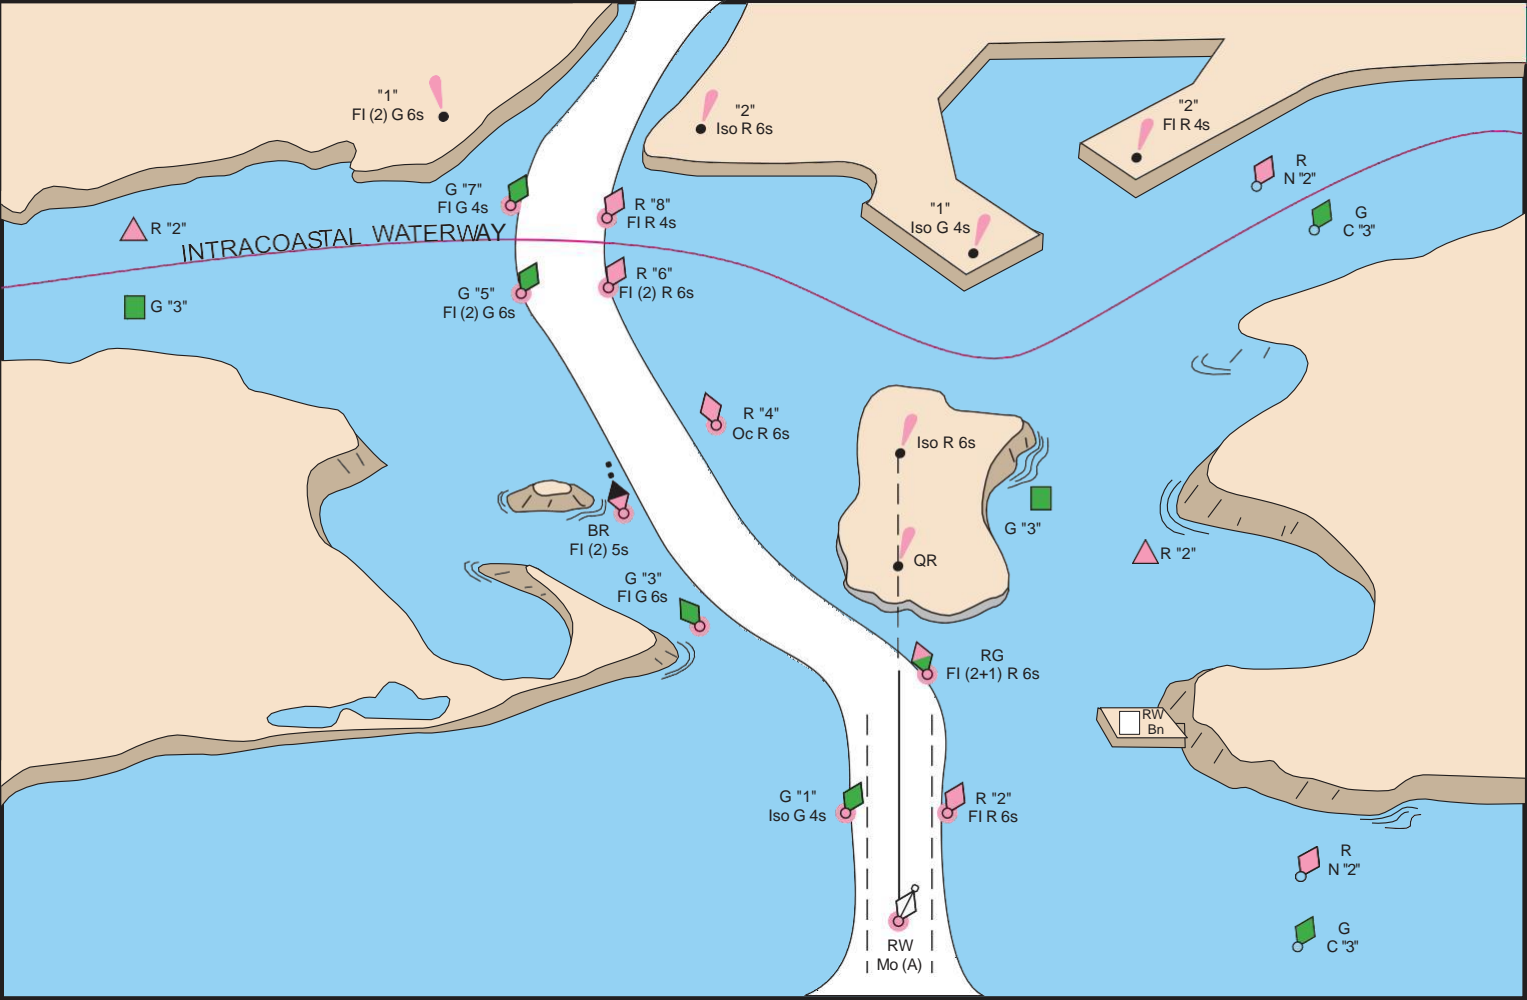 "1"
Fl (2) G 6s
"2"
Iso R 6s
"2"
Fl R 4s
R
N "2"
G "7"
Fl G 4s
R "8"
Fl R 4s
"1"
Iso G 4s
G
C "3"
R "2"
INTRACOASTAL WATERWAY
G "3"
G "5"
Fl (2) G 6s
R "6"
Fl (2) R 6s
R "4"
Oc R 6s
Iso R 6s
G "3"
BR
Fl (2) 5s
QR
R "2"
G "3"
Fl G 6s
RG
Fl (2+1) R 6s
RW
Bn
G "1"
Iso G 4s
R "2"
Fl R 6s
R
N "2"
RW
Mo (A)
G
C "3"